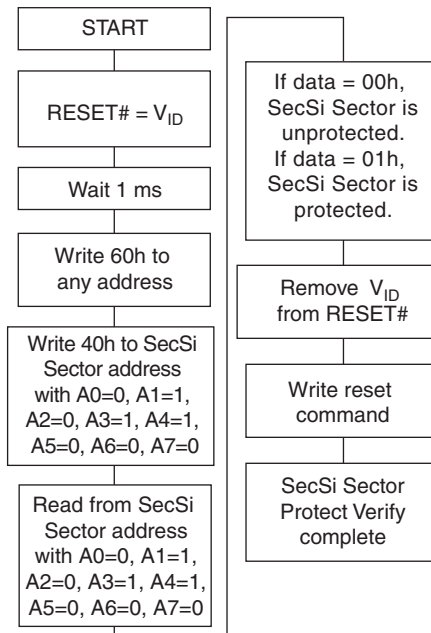 START
RESET# = VID
Wait 1 ms
Write 60h to
any address
Write 40h to SecSi
Sector address
with A0=0, A1=1,
A2=0, A3=1, A4=1,
A5=0, A6=0, A7=0
Read from SecSi
Sector address
with A0=0, A1=1,
A2=0, A3=1, A4=1,
A5=0, A6=0, A7=0
If data = 00h,
SecSi Sector is
unprotected.
If data = 01h,
SecSi Sector is
protected.
Remove VID
from RESET#
Write reset
command
SecSi Sector
Protect Verify
complete